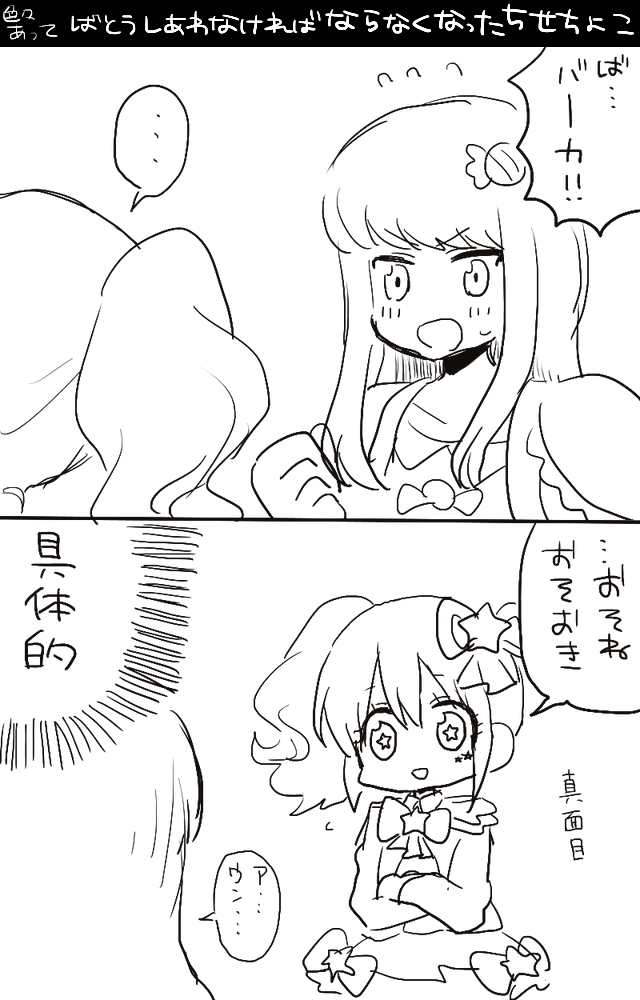 色々あって
ばとうしあわなければならなくなったちせちょこ
ば…
バーカ!!
…
…おそね
おそおき
具体的
真面目
ア…
ウン…